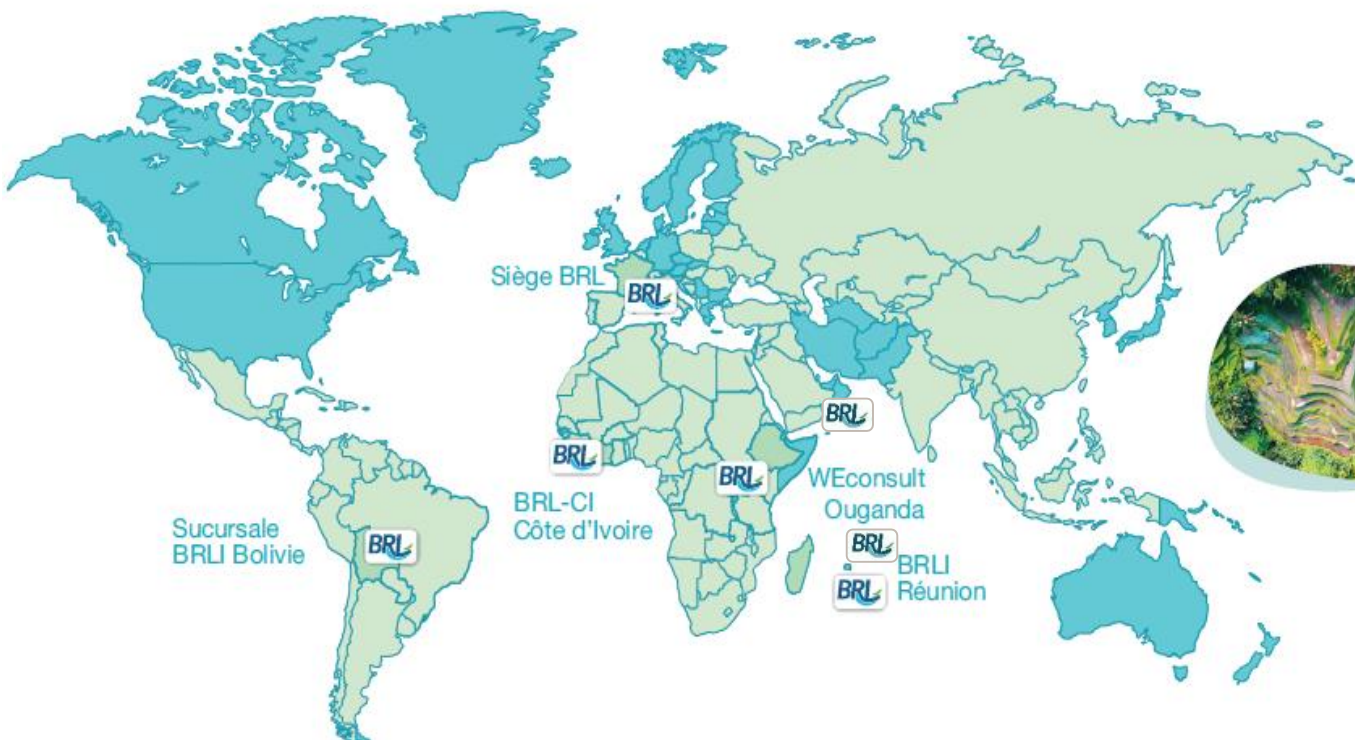 Siège BRL
BRL
BRL
BRL
BRL
WEconsult
Ouganda
BRL-CI
Côte d'Ivoire
Sucursale
BRLI Bolivie
BRL
BRL
BRLI
Réunion
BRL